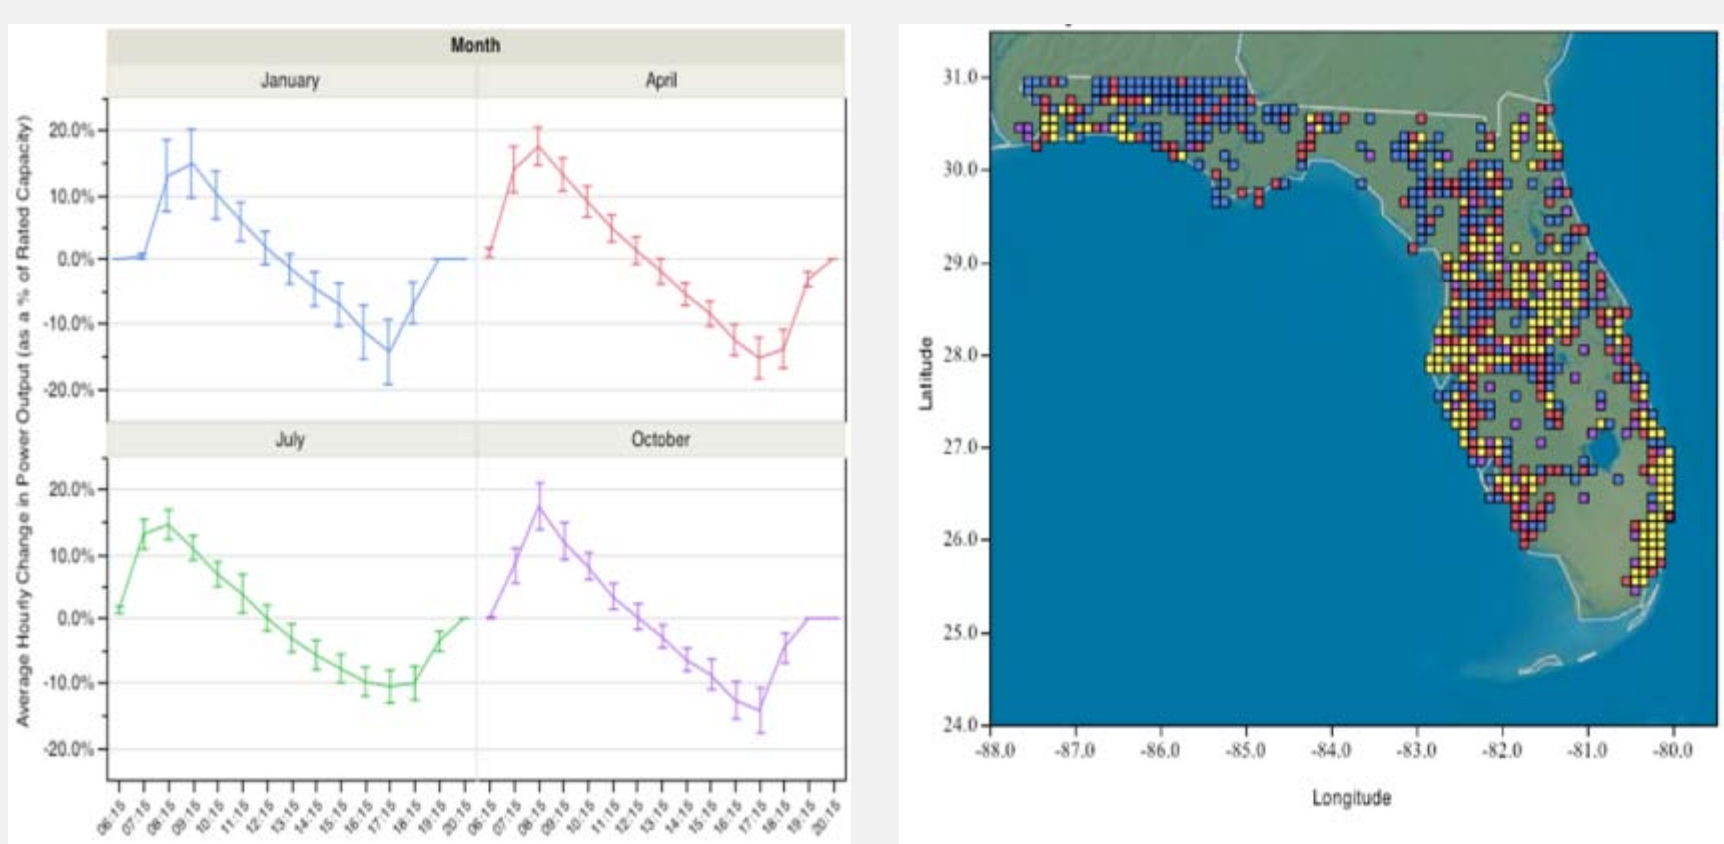 Month
January
April
20.0%
10.0%
0.0%
-10.0%
-20.0%
July
October
20.0%
10.0%
0.0%
-10.0%
-20.0%
Average Hourly Change in Power Output (as a % of Rated Capacity)
06:15 07:15 08:15 09:15 10:15 11:15 12:15 13:15 14:15 15:15 16:15 17:15 18:15 19:15 20:15 06:15 07:15 08:15 09:15 10:15 11:15 12:15 13:15 14:15 15:15 16:15 17:15 18:15 19:15 20:15
31.0
30.0
29.0
28.0
27.0
26.0
25.0
24.0
Latitude
-88.0 -87.0 -86.0 -85.0 -84.0 -83.0 -82.0 -81.0 -80.0
Longitude